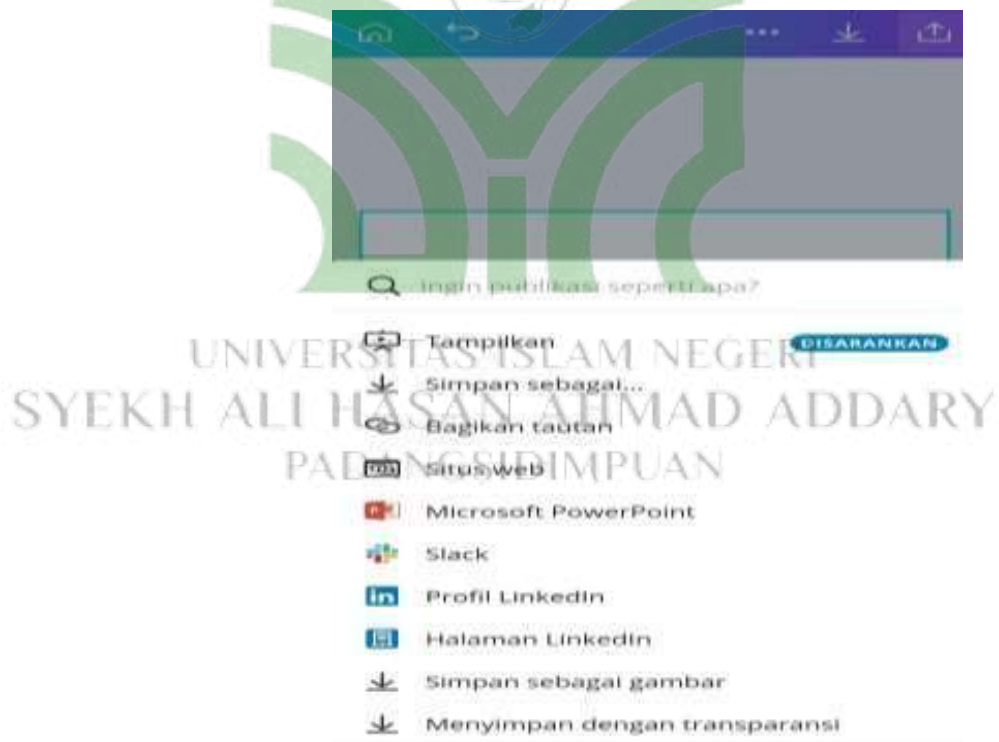 Ingin publikasi seperti apa?
Tampilkan DISARANKAN
Simpan sebagai...
Bagikan tautan
Situs web
Microsoft PowerPoint
Slack
Profil LinkedIn
Halaman LinkedIn
Simpan sebagai gambar
Menyimpan dengan transparansi
UNIVERSITAS ISLAM NEGERI
SYEKH ALI HASAN AHMAD ADDARY
PADANGSIDIMPUAN